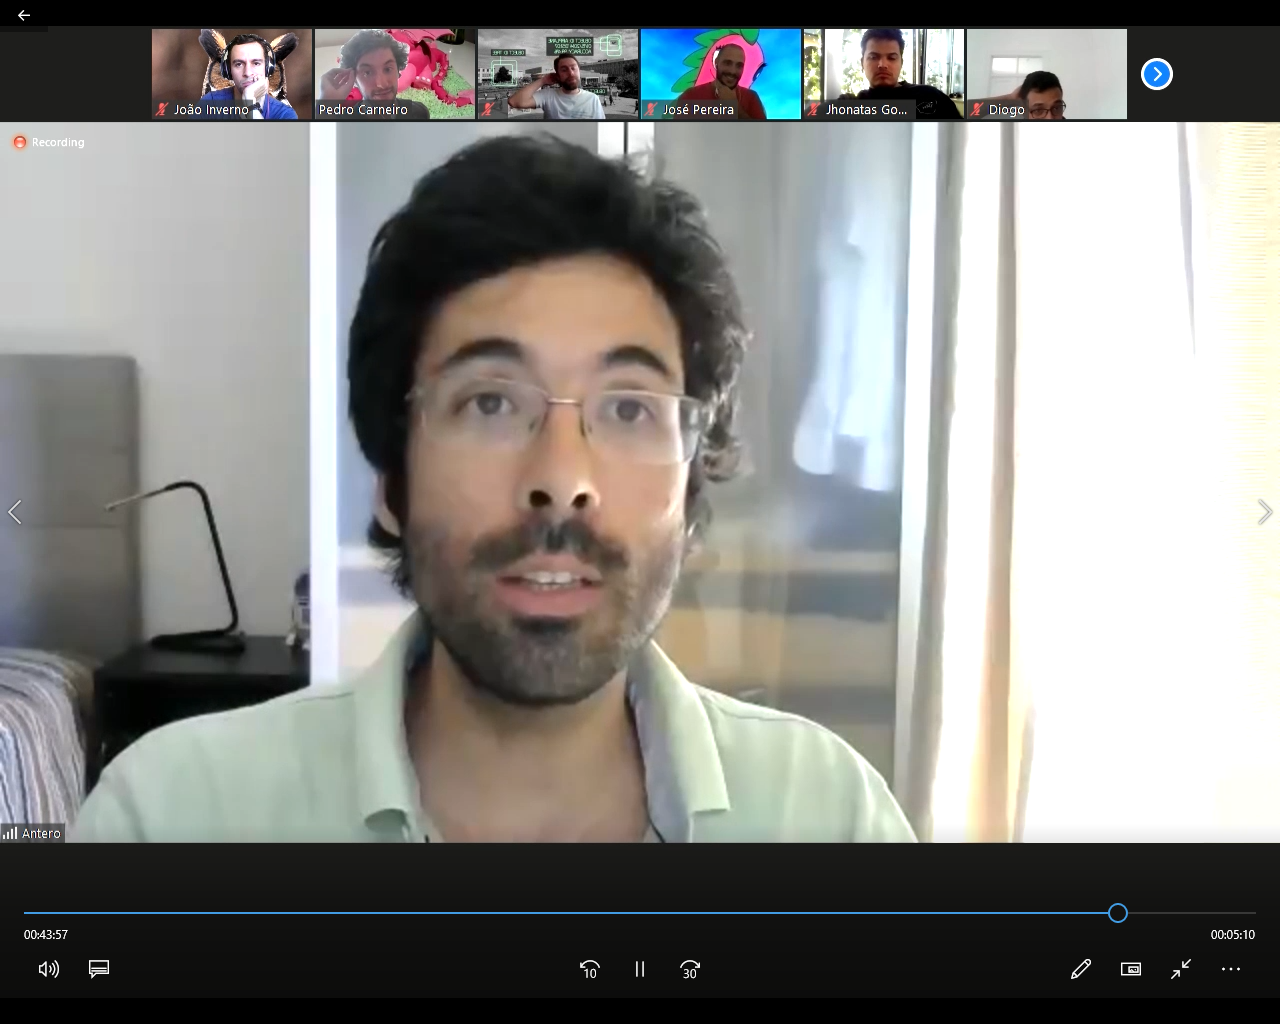 João Inverno
Pedro Carneiro
José Pereira
Jhonatas Go...
Diogo
Recording
Antero
00:43:57
00:05:10
10
30